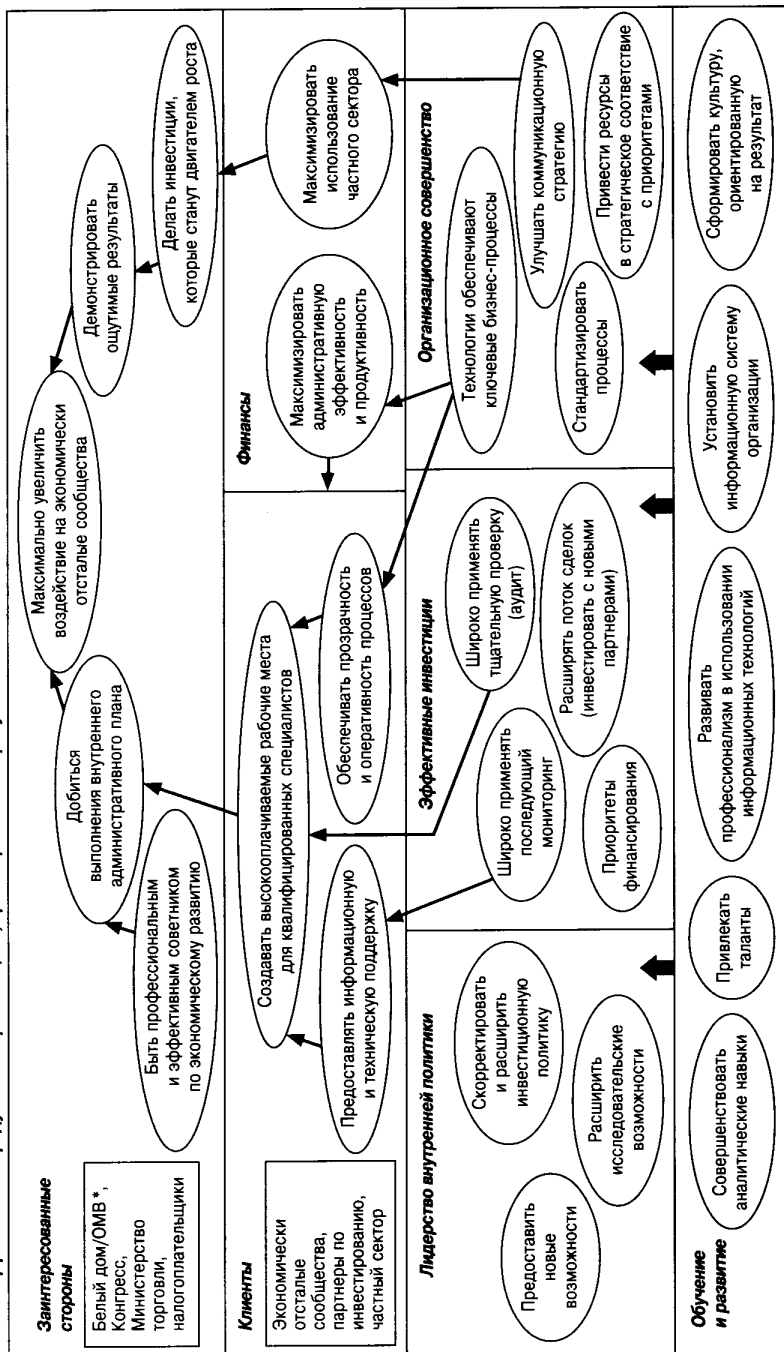 Заинтересованные
стороны
Белый дом/ОМВ*,
Конгресс,
Министерство
торговли,
налогоплательщики
Быть профессиональным
и эффективным советником
по экономическому развитию
Добиться
выполнения внутреннего
административного плана
Максимально увеличить
воздействие на экономически
отсталые сообщества
Демонстрировать
ощутимые результаты
Делать инвестиции,
которые станут двигателем роста
Клиенты
Экономически
отсталые
сообщества,
партнеры по
инвестированию,
частный сектор
Создавать высокооплачиваемые рабочие места
для квалифицированных специалистов
Предоставлять информационную
и техническую поддержку
Обеспечивать прозрачность
и оперативность процессов
Финансы
Максимизировать
административную
эффективность
и продуктивность
Максимизировать
использование
частного сектора
Лидерство внутренней политики
Предоставить
новые
возможности
Скорректировать
и расширить
инвестиционную
политику
Расширить
исследовательские
возможности
Эффективные инвестиции
Широко применять
последующий
мониторинг
Широко применять
тщательную проверку
(аудит)
Приоритеты
финансирования
Расширять поток сделок
(инвестировать с новыми
партнерами)
Организационное совершенство
Технологии обеспечивают
ключевые бизнес-процессы
Улучшать коммуникационную
стратегию
Стандартизировать
процессы
Привести ресурсы
в стратегическое соответствие
с приоритетами
Обучение
и развитие
Совершенствовать
аналитические навыки
Привлекать
таланты
Развивать
профессионализм в использовании
информационных технологий
Установить
информационную систему
организации
Сформировать культуру,
ориентированную
на результат